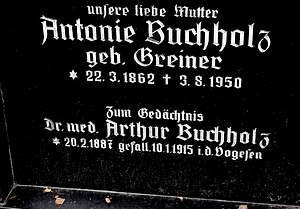 unsere liebe Mutter
Antonie Buchholz
geb. Greiner
* 22.3.1862 † 3.8.1950
Zum Gedächtnis
Dr. med. Arthur Buchholz
* 20.2.1887 gefall. 10.1.1915 i.d. Vogesen